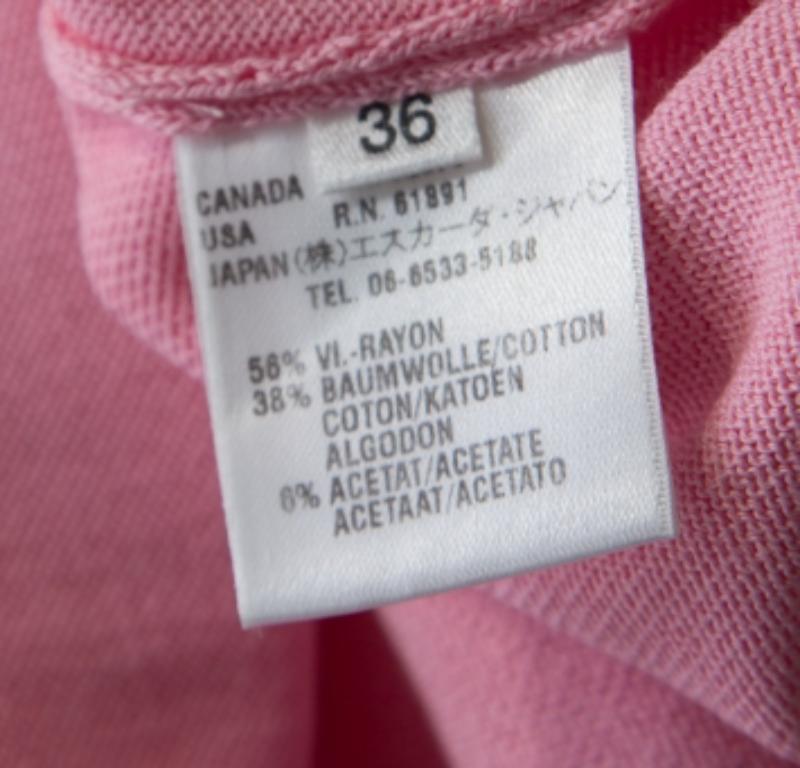 36
CANADA
USA R.N. 61891
JAPAN (株)エスカーダ・ジャパン
TEL. 06-6533-5188
56% VI.-RAYON
38% BAUMWOLLE/COTTON
COTON/KATOEN
ALGODON
6% ACETAT/ACETATE
ACETAAT/ACETATO